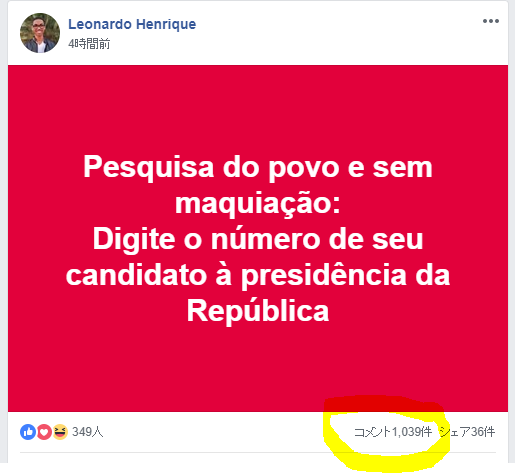 Leonardo Henrique
4時間前
Pesquisa do povo e sem
maquiação:
Digite o número de seu
candidato à presidência da
República
349人
コメント1,039件 シェア36件